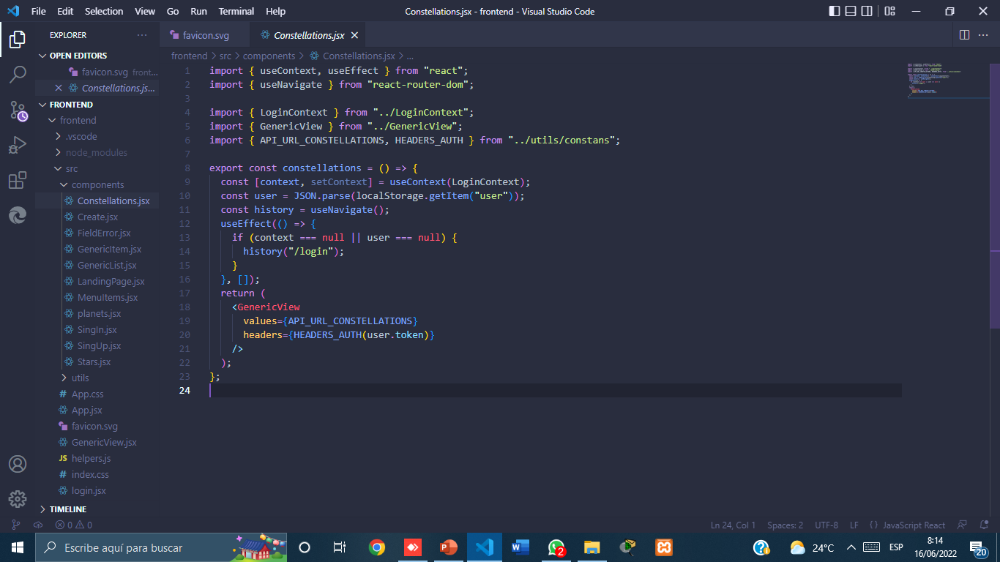 File Edit Selection View Go Run Terminal Help
Constellations.jsx - frontend - Visual Studio Code
EXPLORER
OPEN EDITORS
favicon.svg front...
Constellations.js...
FRONTEND
frontend
.vscode
node_modules
src
components
Constellations.jsx
Create.jsx
FieldError.jsx
GenericItem.jsx
GenericList.jsx
LandingPage.jsx
MenuItems.jsx
planets.jsx
SingIn.jsx
SingUp.jsx
Stars.jsx
utils
App.css
App.jsx
favicon.svg
GenericView.jsx
helpers.js
index.css
login.jsx
TIMELINE
favicon.svg
Constellations.jsx
frontend > src > components > Constellations.jsx > ...
1 import { useContext, useEffect } from "react";
2 import { useNavigate } from "react-router-dom";
3
4 import { LoginContext } from "../LoginContext";
5 import { GenericView } from "../GenericView";
6 import { API_URL_CONSTELLATIONS, HEADERS_AUTH } from "../utils/constans";
7
8 export const constellations = () => {
9 const [context, setContext] = useContext(LoginContext);
10 const user = JSON.parse(localStorage.getItem("user"));
11 const history = useNavigate();
12 useEffect(() => {
13 if (context === null || user === null) {
14 history("/login");
15 }
16 }, []);
17 return (
18 <GenericView
19 values={API_URL_CONSTELLATIONS}
20 headers={HEADERS_AUTH(user.token)}
21 />
22 );
23 };
24
0 0
Ln 24, Col 1 Spaces: 2 UTF-8 LF {} JavaScript React
Escribe aquí para buscar
2
24°C
ESP
8:14
16/06/2022
20